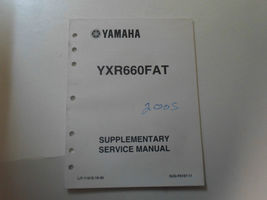 YAMAHA
YXR660FAT
2005
SUPPLEMENTARY
SERVICE MANUAL